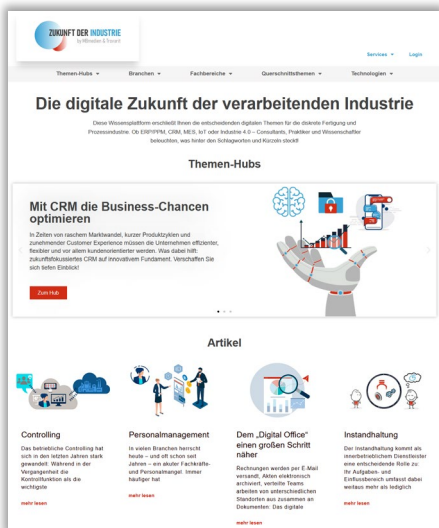 ZUKUNFT DER INDUSTRIE
by Mörstein & Trovarit
Services
Login
Themen-Hubs
Branchen
Fachbereiche
Querschnittsthemen
Technologien
Die digitale Zukunft der verarbeitenden Industrie
Diese Wissensplattform erschließt Ihnen die entscheidenden digitalen Themen für die diskrete Fertigung und
Prozessindustrie. Ob ERP/PPM, CRM, MES, IoT oder Industrie 4.0 – Consultants, Praktiker und Wissenschaftler
beleuchten, was hinter den Schlagworten und Kürzeln steckt!
Themen-Hubs
Mit CRM die Business-Chancen
optimieren
In Zeiten von raschem Marktwandel, kurzer Produktzyklen und
zunehmender Customer Experience müssen die Unternehmen effizienter,
flexibler und vor allem kundenorientierter werden. Was dabei hilft:
zukunftsfokussiertes CRM auf innovativem Fundament. Verschaffen Sie
sich tiefen Einblick!
Zum Hub
Artikel
Controlling
Das betriebliche Controlling hat
sich in den letzten Jahren stark
gewandelt: Während in der
Vergangenheit die
Kontrollfunktion als die
wichtigste
mehr lesen
Personalmanagement
In vielen Branchen herrscht
heute – und oft schon seit
Jahren – ein akuter Fachkräfte-
und Personalmangel. Immer
häufiger hat
mehr lesen
Dem „Digital Office“
einen großen Schritt
näher
Rechnungen werden per E-Mail
versandt, Akten elektronisch
archiviert, verteilte Teams
arbeiten von unterschiedlichen
Standorten aus zusammen an
Dokumenten: Das digitale
mehr lesen
Instandhaltung
Der Instandhaltung kommt als
innerbetrieblichem Dienstleister
eine entscheidende Rolle zu:
Ihr Aufgaben- und
Einflussbereich umfasst dabei
weitaus mehr als lediglich
mehr lesen